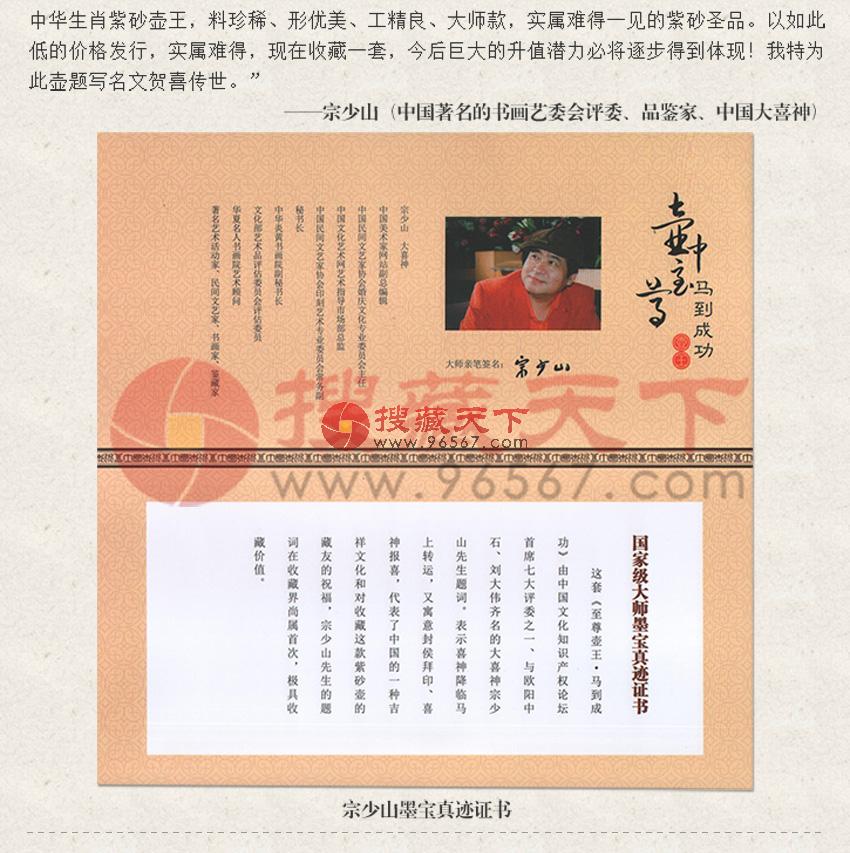 中华生肖紫砂壶王，料珍稀、形优美、工精良、大师款，实属难得一见的紫砂圣品。以如此
低的价格发行，实属难得，现在收藏一套，今后巨大的升值潜力必将逐步得到体现！我特为
此壶题写名文贺喜传世。”
——宗少山（中国著名的书画艺委会评委、品鉴家、中国大喜神）
壶中至尊
马到成功
大师亲笔签名：
宗少山
宗少山　大喜神
中国美术家网站副总编辑
中国民间文艺家协会婚庆文化专业委员会主任
中国文化艺术网艺术指导市场部总监
中国民间文艺家协会印刻艺术专业委员会常务副
秘书长
中华炎黄书画院副秘书长
文化部艺术品评估委员会评估委员
华夏名人书画院艺术顾问
著名艺术活动家、民间文艺家、书画家、鉴藏家
搜藏天下
www.96567.com
搜藏天下
www.96567.com
国家级大师墨宝真迹证书
这套《至尊壶王·马到成
功》由中国文化知识产权论坛
首席七大评委之一、与欧阳中
石、刘大伟齐名的大喜神宗少
山先生题词。表示喜神降临马
上转运，又寓意封侯拜印、喜
神报喜，代表了中国的一种吉
祥文化和对收藏这款紫砂壶的
藏友的祝福，宗少山先生的题
词在收藏界尚属首次，极具收
藏价值。
宗少山墨宝真迹证书